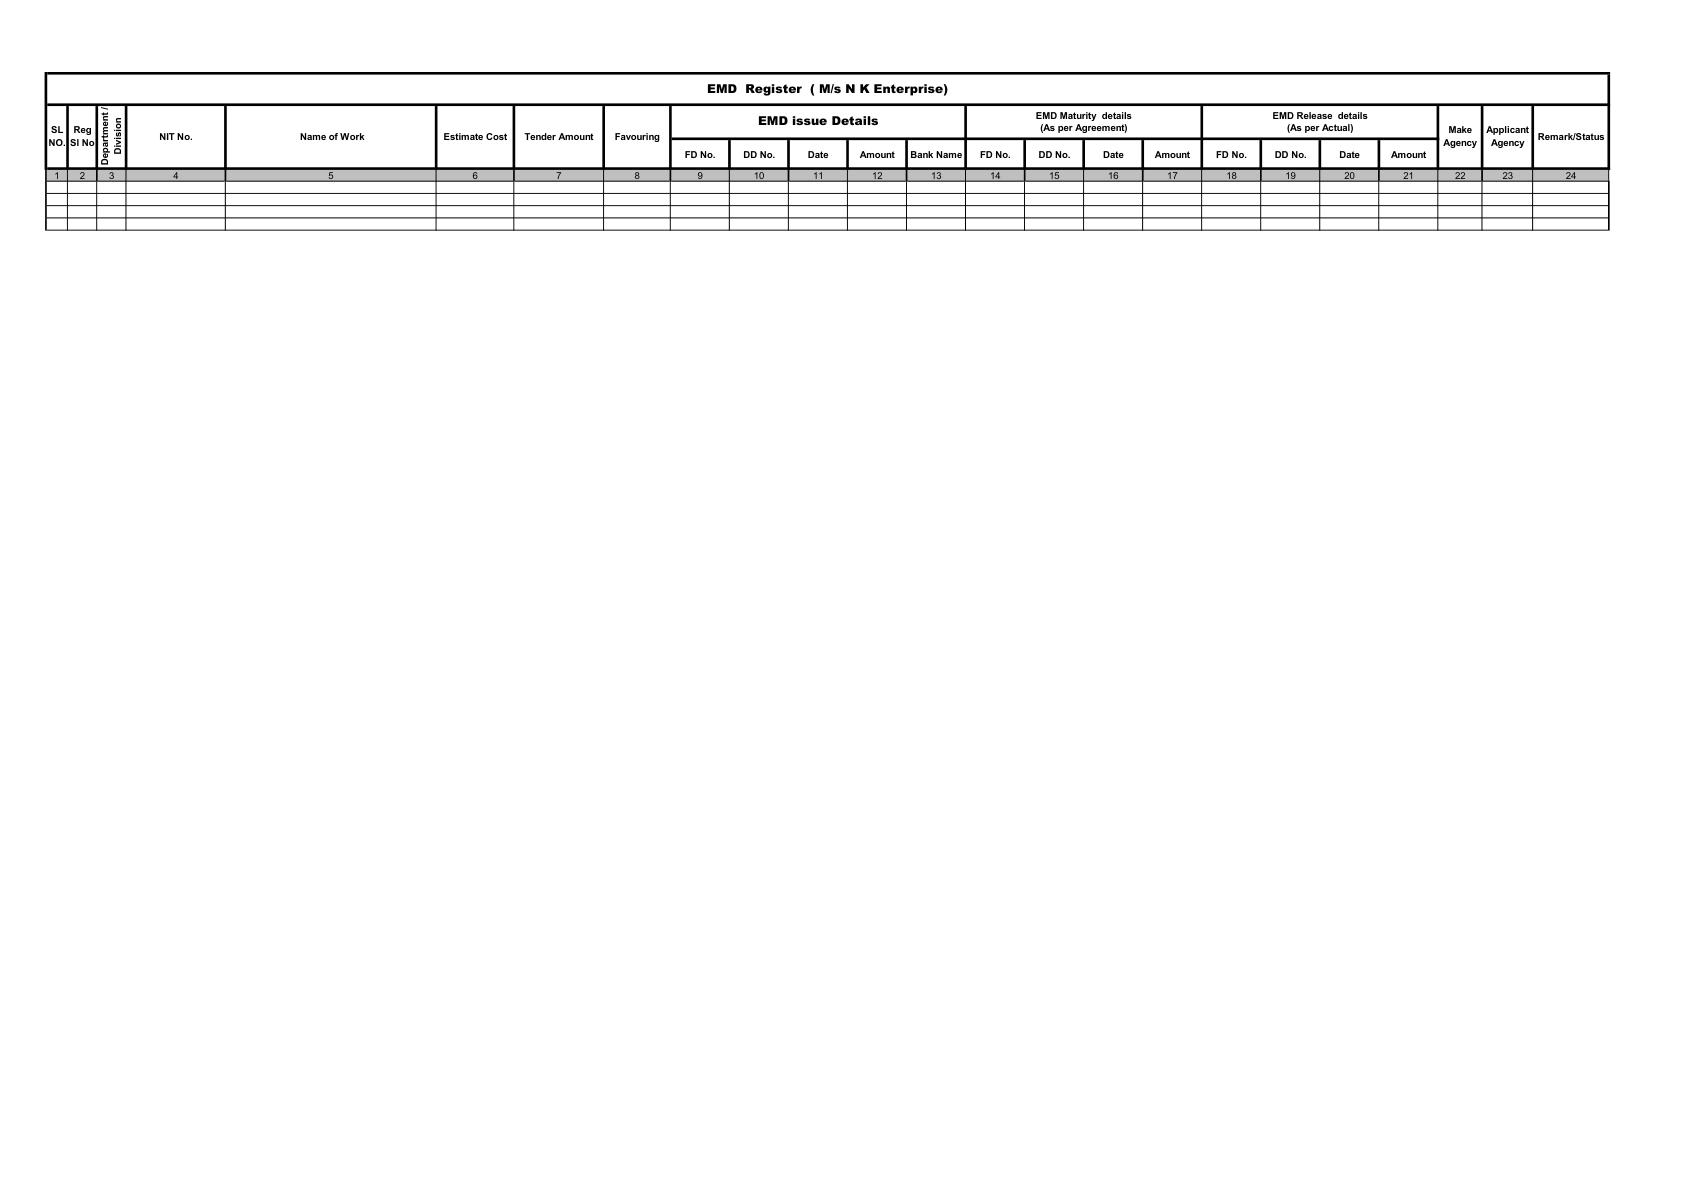 EMD  Register  ( M/s N K Enterprise)
SL NO.
Reg Sl No
Department / Division
NIT No.
Name of Work
Estimate Cost
Tender Amount
Favouring
EMD issue Details
EMD Maturity  details
(As per Agreement)
EMD Release  details
(As per Actual)
Make Agency
Applicant Agency
Remark/Status
FD No. DD No. Date Amount Bank Name FD No. DD No. Date Amount FD No. DD No. Date Amount
1 2 3 4 5 6 7 8 9 10 11 12 13 14 15 16 17 18 19 20 21 22 23 24